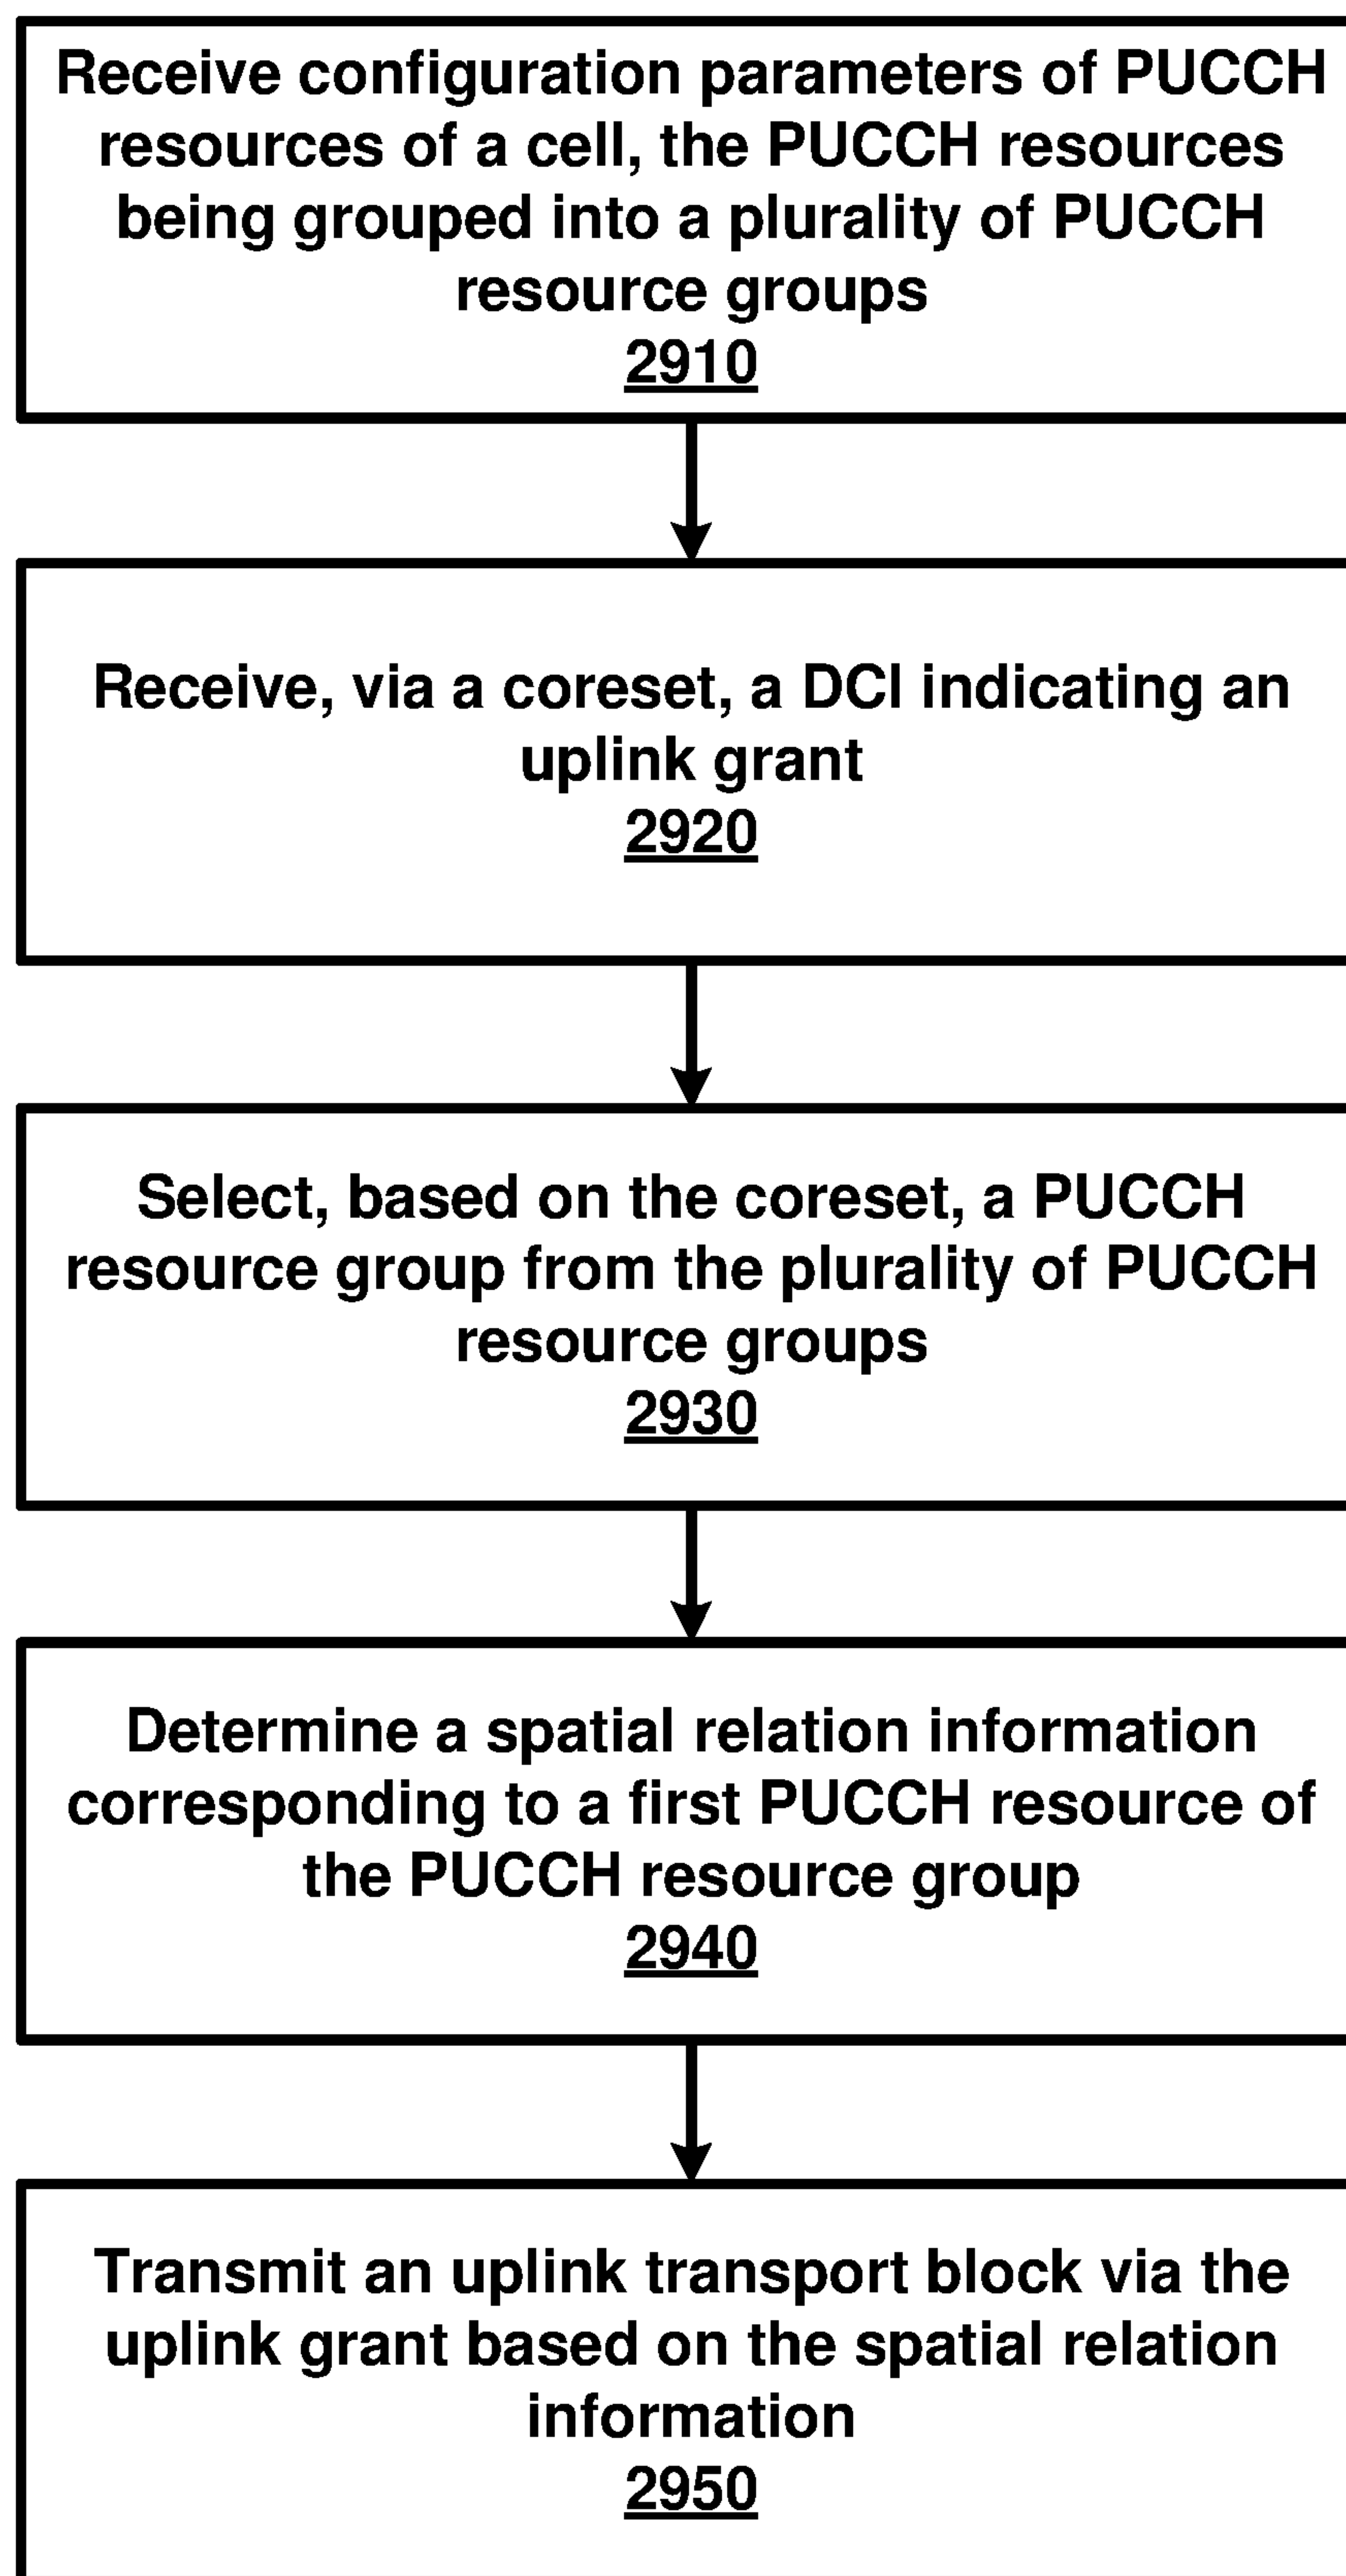 Receive configuration parameters of PUCCH
resources of a cell, the PUCCH resources
being grouped into a plurality of PUCCH
resource groups
2910
Receive, via a coreset, a DCI indicating an
uplink grant
2920
Select, based on the coreset, a PUCCH
resource group from the plurality of PUCCH
resource groups
2930
Determine a spatial relation information
corresponding to a first PUCCH resource of
the PUCCH resource group
2940
Transmit an uplink transport block via the
uplink grant based on the spatial relation
information
2950